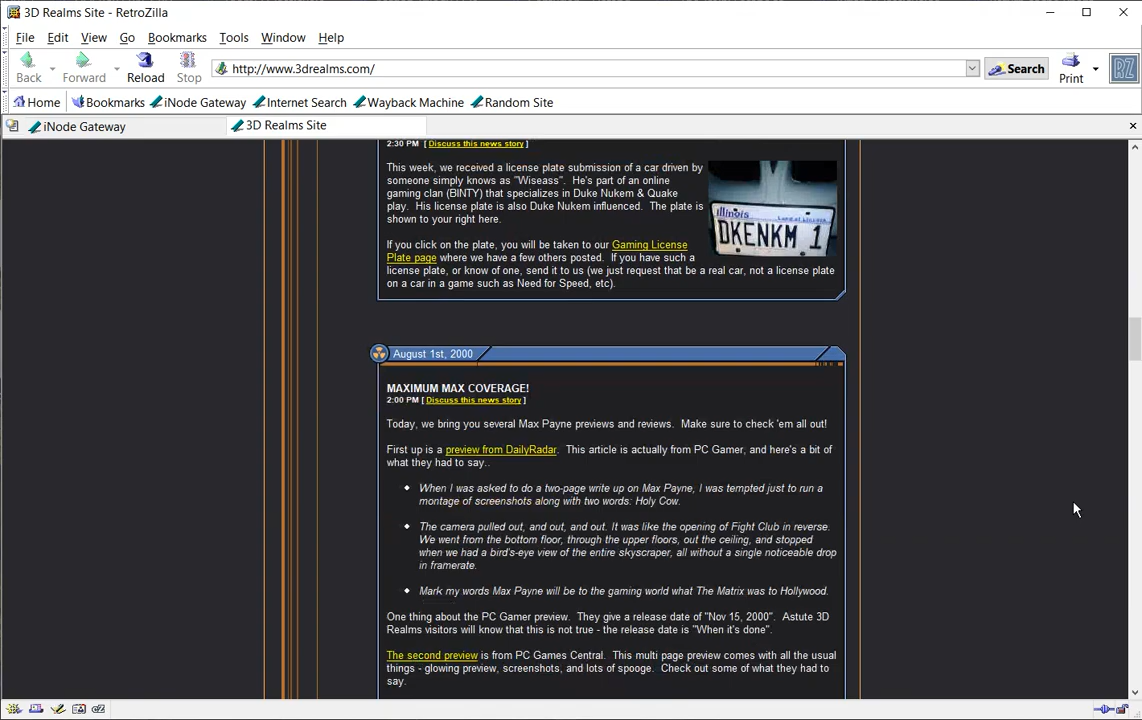 3D Realms Site - RetroZilla
File Edit View Go Bookmarks Tools Window Help
Back Forward Reload Stop http://www.3drealms.com/ Search Print RZ
Home Bookmarks iNode Gateway Internet Search Wayback Machine Random Site
iNode Gateway 3D Realms Site
2:30 PM [ Discuss this news story ]
This week, we received a license plate submission of a car driven by
someone simply knows as "Wiseass".  He's part of an online
gaming clan (BINTY) that specializes in Duke Nukem & Quake
play.  His license plate is also Duke Nukem influenced.  The plate is
shown to your right here.
Illinois
Land of Lincoln
DKENKM 1
If you click on the plate, you will be taken to our Gaming License
Plate page where we have a few others posted.  If you have such a
license plate, or know of one, send it to us (we just request that be a real car, not a license plate
on a car in a game such as Need for Speed, etc).
August 1st, 2000
MAXIMUM MAX COVERAGE!
2:00 PM [ Discuss this news story ]
Today, we bring you several Max Payne previews and reviews.  Make sure to check 'em all out!
First up is a preview from DailyRadar.  This article is actually from PC Gamer, and here's a bit of
what they had to say..
When I was asked to do a two-page write up on Max Payne, I was tempted just to run a
montage of screenshots along with two words: Holy Cow.
The camera pulled out, and out, and out. It was like the opening of Fight Club in reverse.
We went from the bottom floor, through the upper floors, out the ceiling, and stopped
when we had a bird's-eye view of the entire skyscraper, all without a single noticeable drop
in framerate.
Mark my words Max Payne will be to the gaming world what The Matrix was to Hollywood.
One thing about the PC Gamer preview.  They give a release date of "Nov 15, 2000".  Astute 3D
Realms visitors will know that this is not true - the release date is "When it's done".
The second preview is from PC Games Central.  This multi page preview comes with all the usual
things - glowing preview, screenshots, and lots of spooge.  Check out some of what they had to
say.